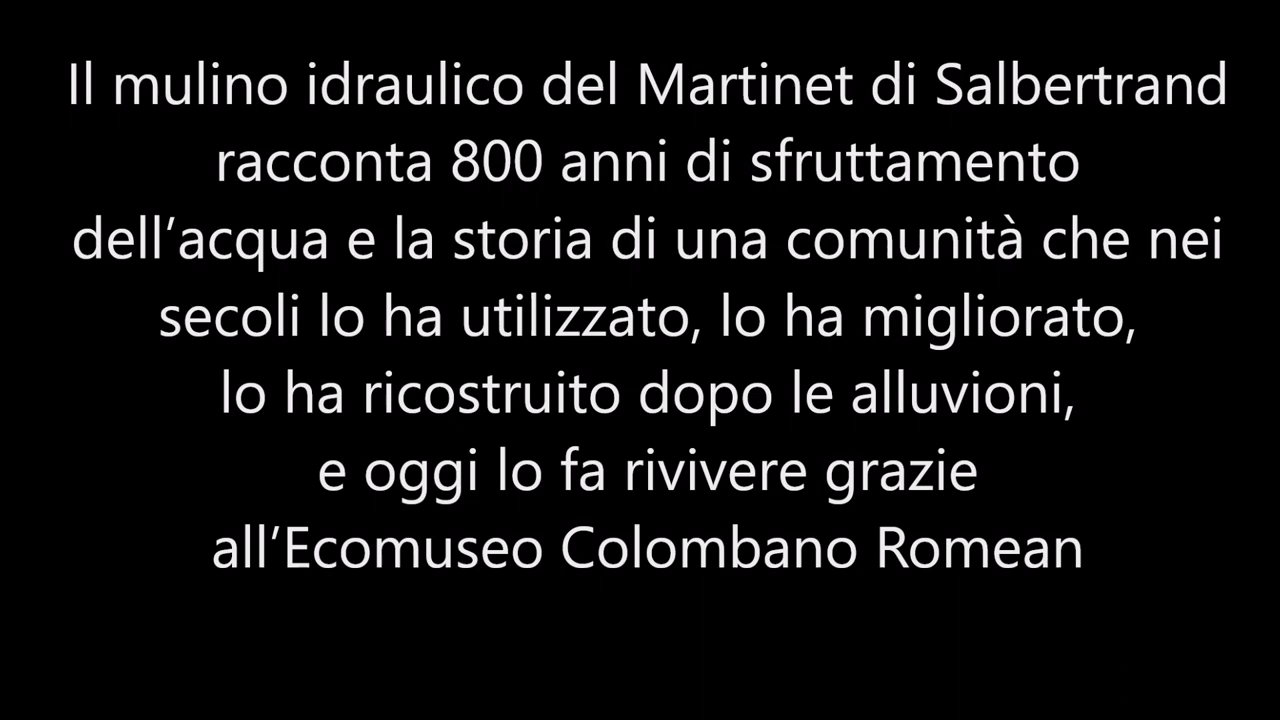 Il mulino idraulico del Martinet di Salbertrand
racconta 800 anni di sfruttamento
dell’acqua e la storia di una comunità che nei
secoli lo ha utilizzato, lo ha migliorato,
lo ha ricostruito dopo le alluvioni,
e oggi lo fa rivivere grazie
all’Ecomuseo Colombano Romean